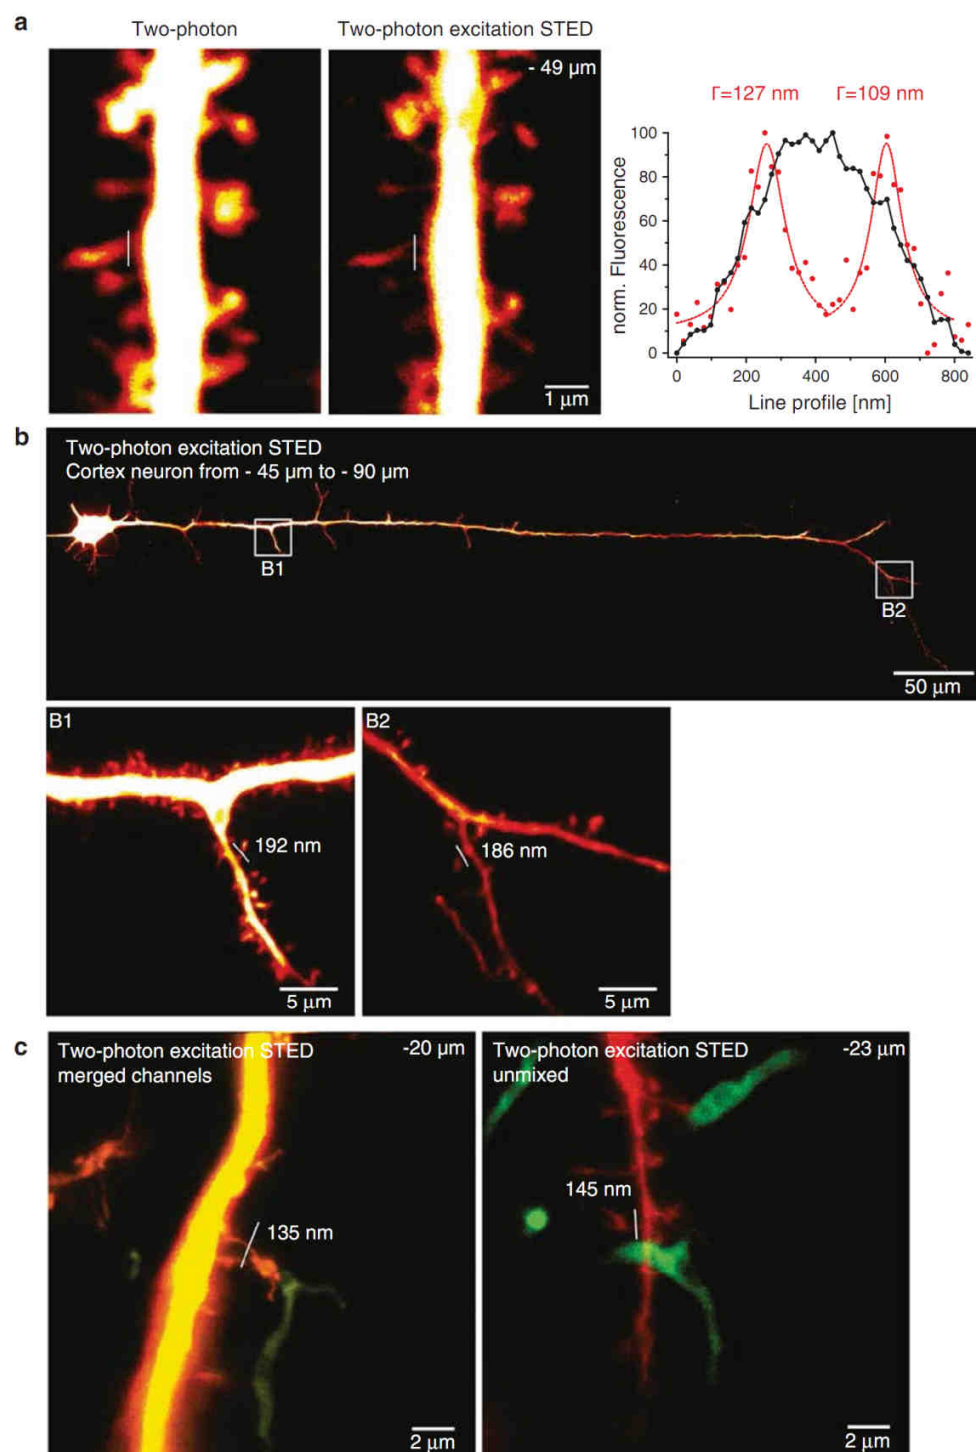 a
Two-photon
Two-photon excitation STED
- 49 µm
1 µm
Γ=127 nm
Γ=109 nm
norm. Fluorescence
100
80
60
40
20
0
0
200
400
600
800
Line profile [nm]
b
Two-photon excitation STED
Cortex neuron from - 45 µm to - 90 µm
B1
B2
50 µm
B1
192 nm
5 µm
B2
186 nm
5 µm
c
Two-photon excitation STED
merged channels
-20 µm
135 nm
2 µm
Two-photon excitation STED
unmixed
-23 µm
145 nm
2 µm